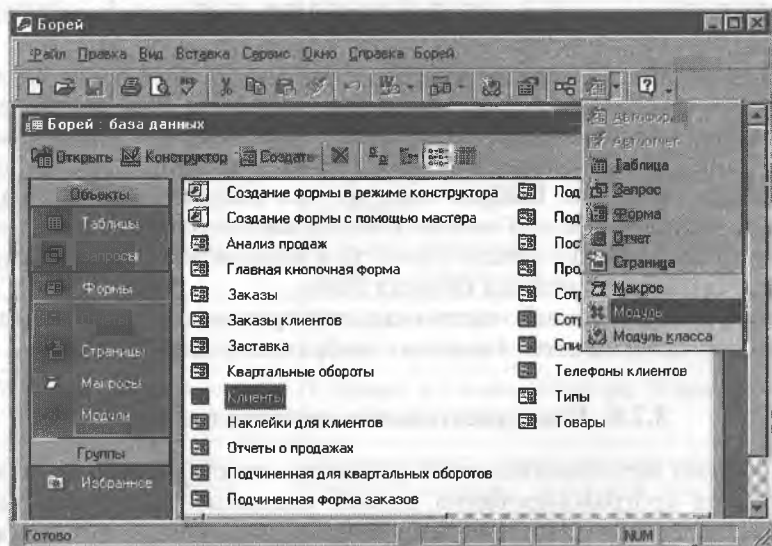 Борей
Файл Правка Вид Вставка Сервис Окно Справка Борей
Борей : база данных
Открыть Конструктор Создать
Объекты
Таблицы
Запросы
Формы
Страницы
Макросы
Модули
Группы
Избранное
Создание формы в режиме конструктора
Создание формы с помощью мастера
Анализ продаж
Главная кнопочная форма
Заказы
Заказы клиентов
Заставка
Квартальные обороты
Клиенты
Наклейки для клиентов
Отчеты о продажах
Подчиненная для квартальных оборотов
Подчиненная форма заказов
Под
Под
Пос
Про
Сот
Сот
Спи
Телефоны клиентов
Типы
Товары
Автоформа
Автоотчет
Таблица
Запрос
Форма
Отчет
Страница
Макрос
Модуль
Модуль класса
Готово
NUM